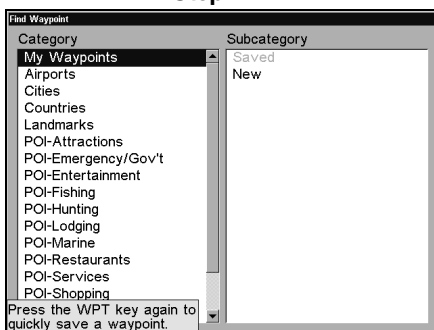 Find Waypoint
Category
My Waypoints
Airports
Cities
Countries
Landmarks
POI-Attractions
POI-Emergency/Gov't
POI-Entertainment
POI-Fishing
POI-Hunting
POI-Lodging
POI-Marine
POI-Restaurants
POI-Services
POI-Shopping
Press the WPT key again to
quickly save a waypoint.
Subcategory
Saved
New